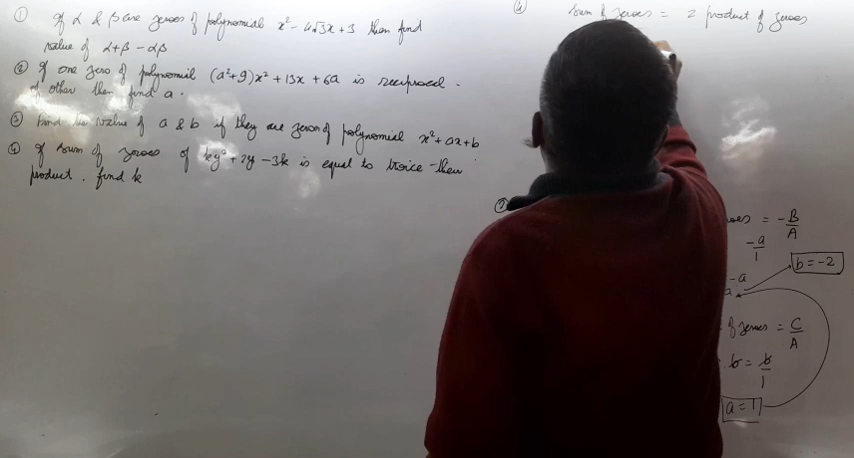 ① If α & β are zeroes of polynomial x² - 4√3x + 3 then find
value of α+β - αβ
② If one zero of polynomial (a²+9)x² + 13x + 6a is reciprocal
of other then find a.
③ Find the value of a & b if they are zeros of polynomial x² + ax + b
④ If sum of zeroes of ky² + 2y - 3k is equal to twice their
product. find k
④ Sum of zeroes = 2 product of zeroes
③
oes = -B/A
-a/1
-a
b = -2
of zeroes = C/A
b = b/1
a = 1